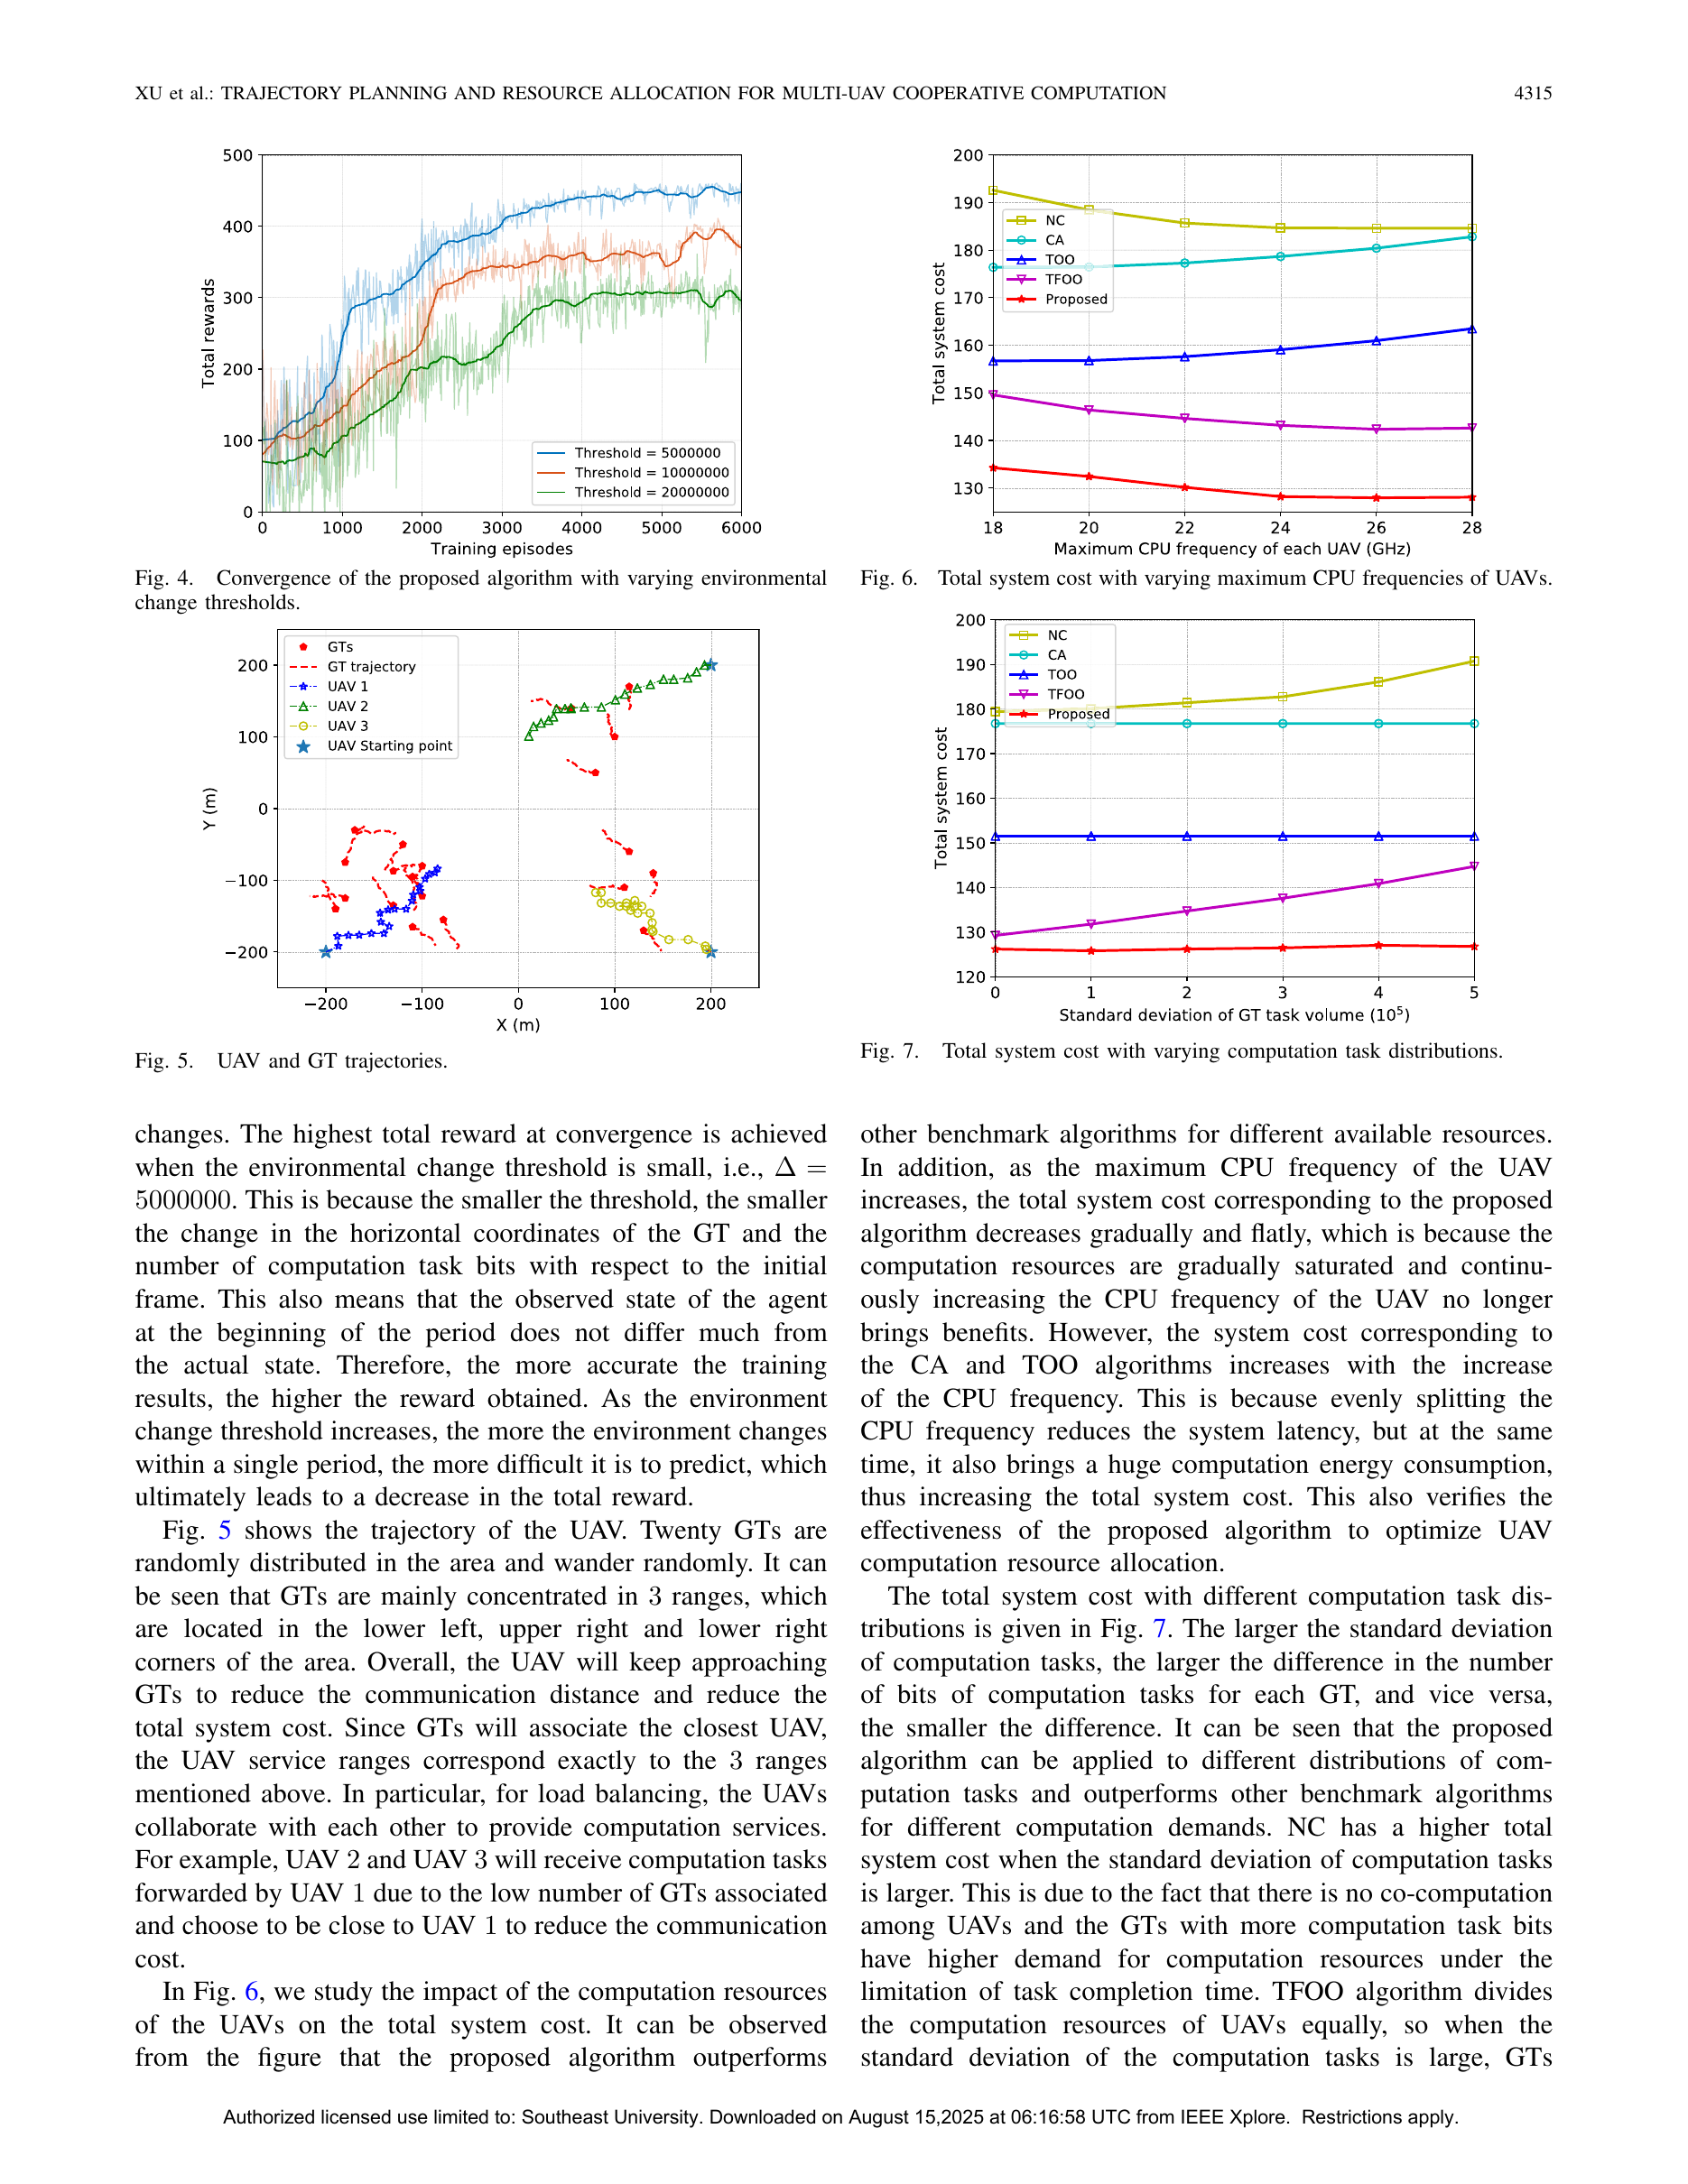 XU et al.: TRAJECTORY PLANNING AND RESOURCE ALLOCATION FOR MULTI-UAV COOPERATIVE COMPUTATION
4315
500
400
300
200
100
0
Total rewards
Threshold = 5000000
Threshold = 10000000
Threshold = 20000000
0 1000 2000 3000 4000 5000 6000
Training episodes
Fig. 4. Convergence of the proposed algorithm with varying environmental
change thresholds.
200
100
0
−100
−200
Y (m)
GTs
GT trajectory
UAV 1
UAV 2
UAV 3
UAV Starting point
−200 −100 0 100 200
X (m)
Fig. 5. UAV and GT trajectories.
changes. The highest total reward at convergence is achieved
when the environmental change threshold is small, i.e., Δ =
5000000. This is because the smaller the threshold, the smaller
the change in the horizontal coordinates of the GT and the
number of computation task bits with respect to the initial
frame. This also means that the observed state of the agent
at the beginning of the period does not differ much from
the actual state. Therefore, the more accurate the training
results, the higher the reward obtained. As the environment
change threshold increases, the more the environment changes
within a single period, the more difficult it is to predict, which
ultimately leads to a decrease in the total reward.
Fig. 5 shows the trajectory of the UAV. Twenty GTs are
randomly distributed in the area and wander randomly. It can
be seen that GTs are mainly concentrated in 3 ranges, which
are located in the lower left, upper right and lower right
corners of the area. Overall, the UAV will keep approaching
GTs to reduce the communication distance and reduce the
total system cost. Since GTs will associate the closest UAV,
the UAV service ranges correspond exactly to the 3 ranges
mentioned above. In particular, for load balancing, the UAVs
collaborate with each other to provide computation services.
For example, UAV 2 and UAV 3 will receive computation tasks
forwarded by UAV 1 due to the low number of GTs associated
and choose to be close to UAV 1 to reduce the communication
cost.
In Fig. 6, we study the impact of the computation resources
of the UAVs on the total system cost. It can be observed
from the figure that the proposed algorithm outperforms
200
190
180
170
160
150
140
130
Total system cost
NC
CA
TOO
TFOO
Proposed
18 20 22 24 26 28
Maximum CPU frequency of each UAV (GHz)
Fig. 6. Total system cost with varying maximum CPU frequencies of UAVs.
200
190
180
170
160
150
140
130
120
Total system cost
NC
CA
TOO
TFOO
Proposed
0 1 2 3 4 5
Standard deviation of GT task volume (10⁵)
Fig. 7. Total system cost with varying computation task distributions.
other benchmark algorithms for different available resources.
In addition, as the maximum CPU frequency of the UAV
increases, the total system cost corresponding to the proposed
algorithm decreases gradually and flatly, which is because the
computation resources are gradually saturated and continu-
ously increasing the CPU frequency of the UAV no longer
brings benefits. However, the system cost corresponding to
the CA and TOO algorithms increases with the increase
of the CPU frequency. This is because evenly splitting the
CPU frequency reduces the system latency, but at the same
time, it also brings a huge computation energy consumption,
thus increasing the total system cost. This also verifies the
effectiveness of the proposed algorithm to optimize UAV
computation resource allocation.
The total system cost with different computation task dis-
tributions is given in Fig. 7. The larger the standard deviation
of computation tasks, the larger the difference in the number
of bits of computation tasks for each GT, and vice versa,
the smaller the difference. It can be seen that the proposed
algorithm can be applied to different distributions of com-
putation tasks and outperforms other benchmark algorithms
for different computation demands. NC has a higher total
system cost when the standard deviation of computation tasks
is larger. This is due to the fact that there is no co-computation
among UAVs and the GTs with more computation task bits
have higher demand for computation resources under the
limitation of task completion time. TFOO algorithm divides
the computation resources of UAVs equally, so when the
standard deviation of the computation tasks is large, GTs
Authorized licensed use limited to: Southeast University. Downloaded on August 15,2025 at 06:16:58 UTC from IEEE Xplore. Restrictions apply.